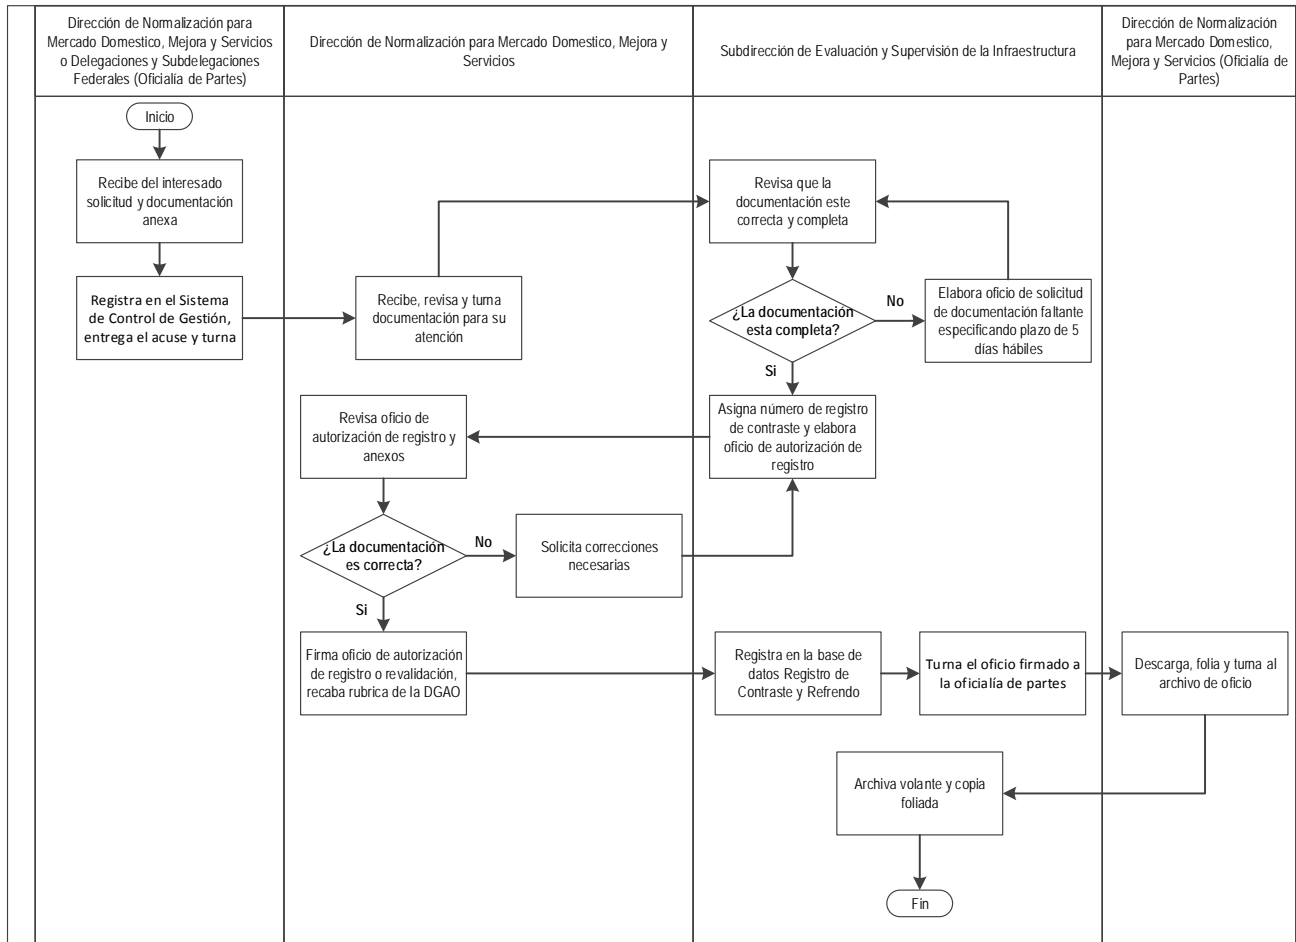 Dirección de Normalización para
Mercado Domestico, Mejora y Servicios
o Delegaciones y Subdelegaciones
Federales (Oficialía de Partes)
Dirección de Normalización para Mercado Domestico, Mejora y
Servicios
Subdirección de Evaluación y Supervisión de la Infraestructura
Dirección de Normalización
para Mercado Domestico,
Mejora y Servicios (Oficialía de
Partes)
Inicio
Recibe del interesado
solicitud y documentación
anexa
Registra en el Sistema
de Control de Gestión,
entrega el acuse y turna
Recibe, revisa y turna
documentación para su
atención
Revisa que la
documentación este
correcta y completa
¿La documentación
esta completa?
No
Elabora oficio de solicitud
de documentación faltante
especificando plazo de 5
días hábiles
Si
Asigna número de registro
de contraste y elabora
oficio de autorización de
registro
Revisa oficio de
autorización de registro y
anexos
¿La documentación
es correcta?
No
Solicita correcciones
necesarias
Si
Firma oficio de autorización
de registro o revalidación,
recaba rubrica de la DGAO
Registra en la base de
datos Registro de
Contraste y Refrendo
Turna el oficio firmado a
la oficialía de partes
Descarga, folia y turna al
archivo de oficio
Archiva volante y copia
foliada
Fin